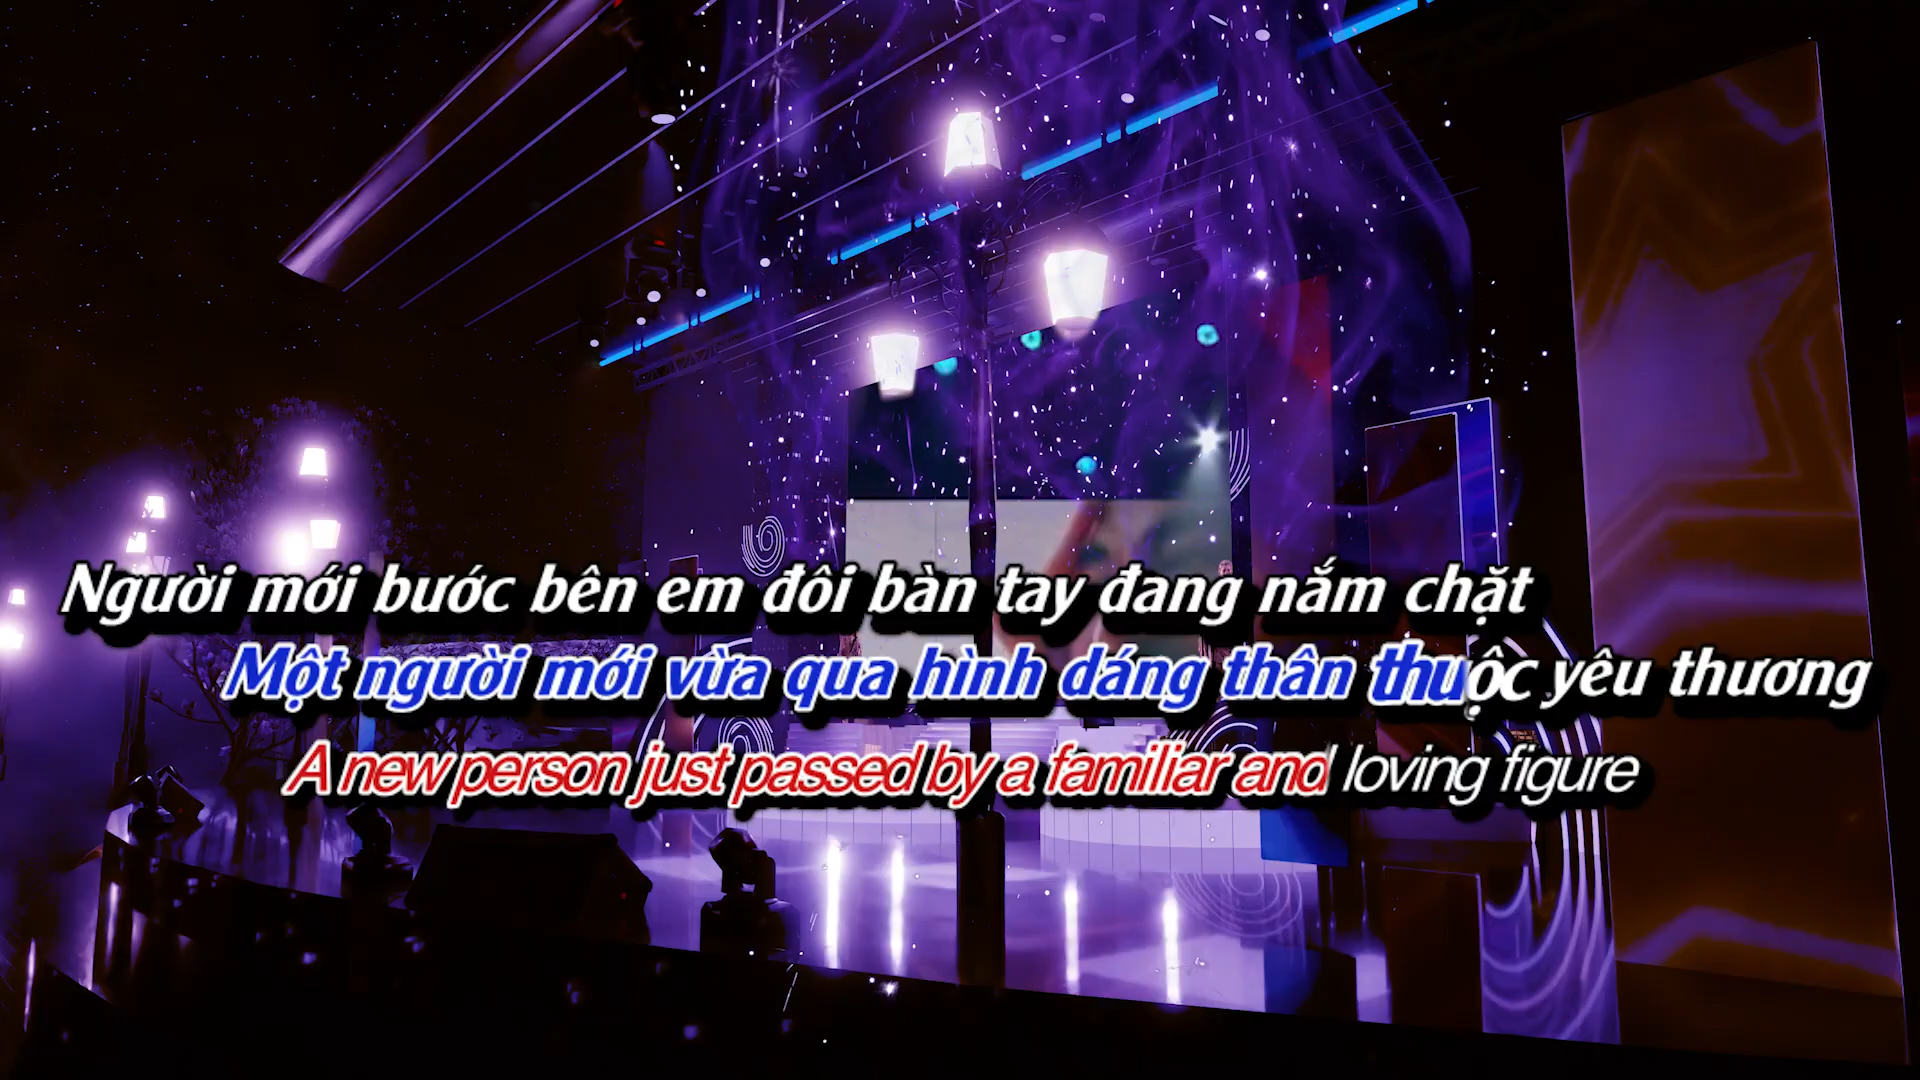 Người mới bước bên em đôi bàn tay đang nắm chặt
Một người mới vừa qua hình dáng thân thuộc yêu thương
A new person just passed by a familiar and loving figure